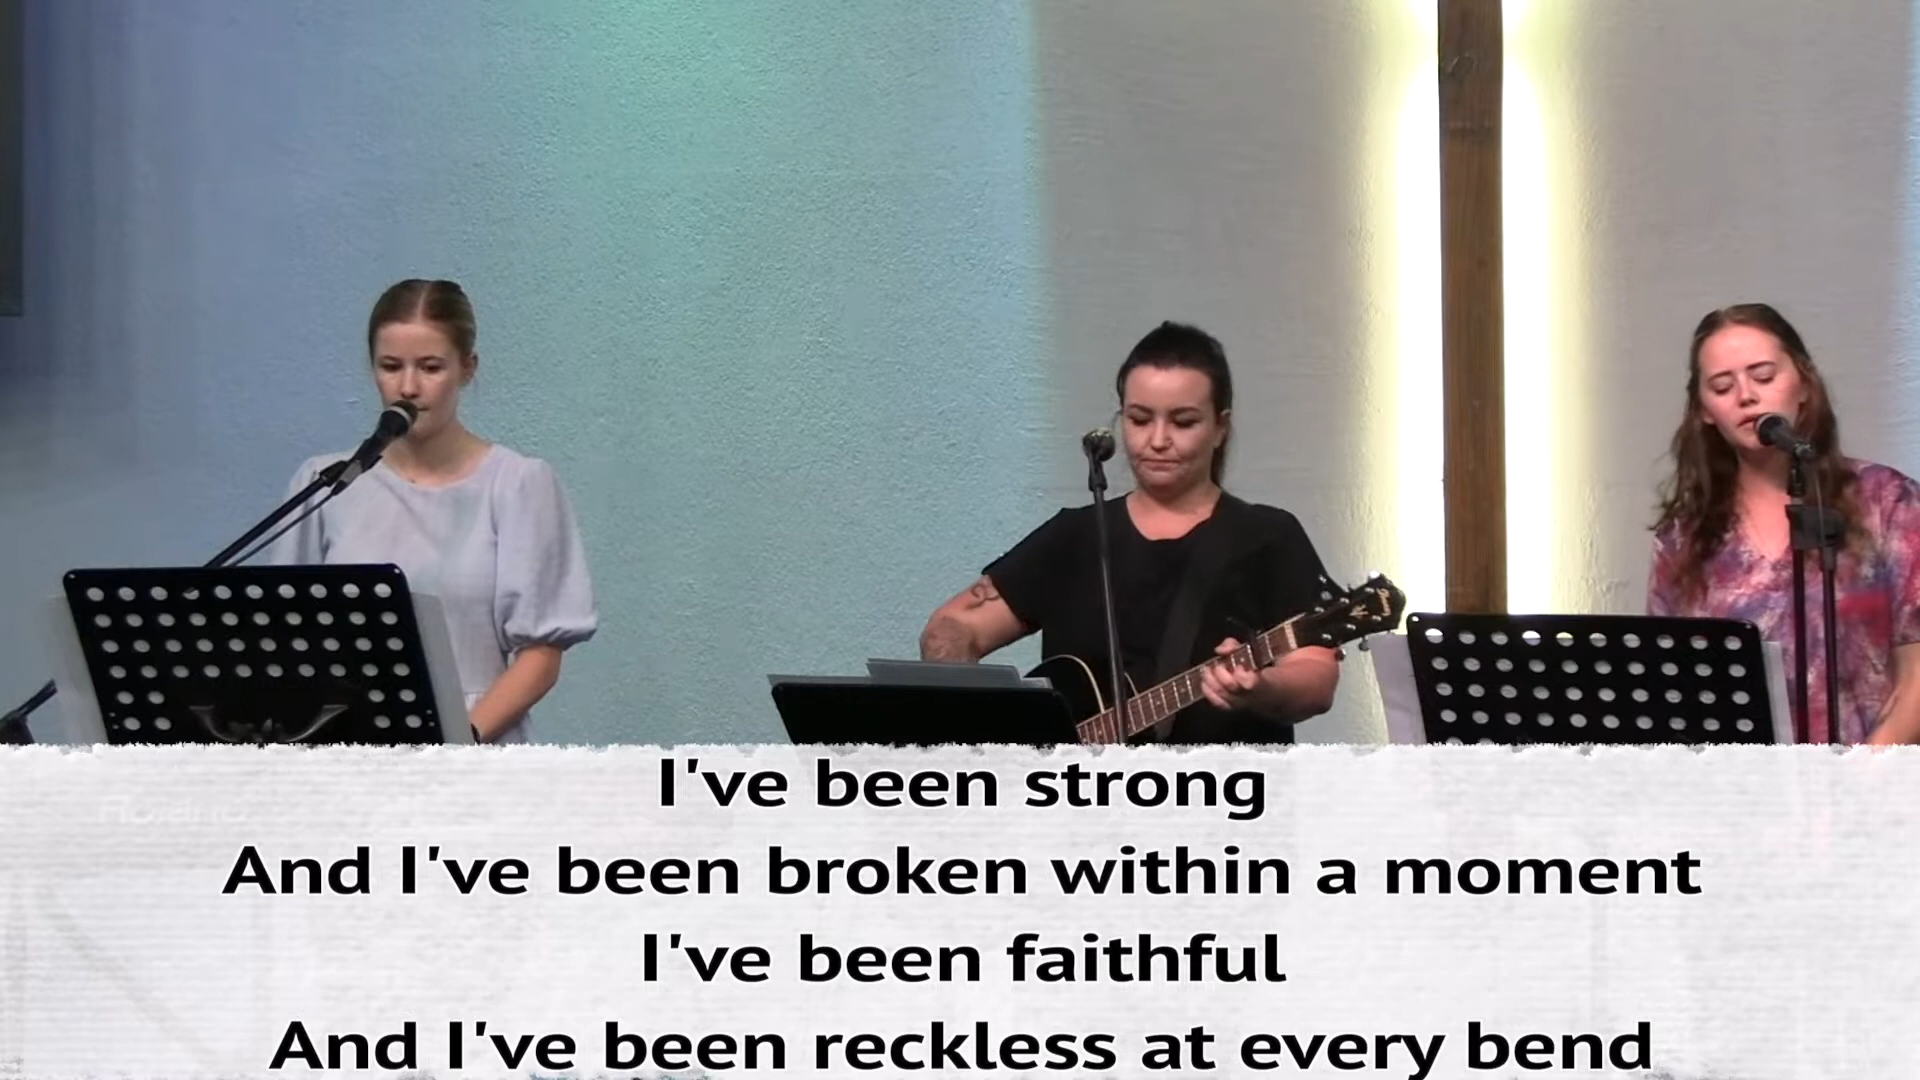 I've been strong
And I've been broken within a moment
I've been faithful
And I've been reckless at every bend